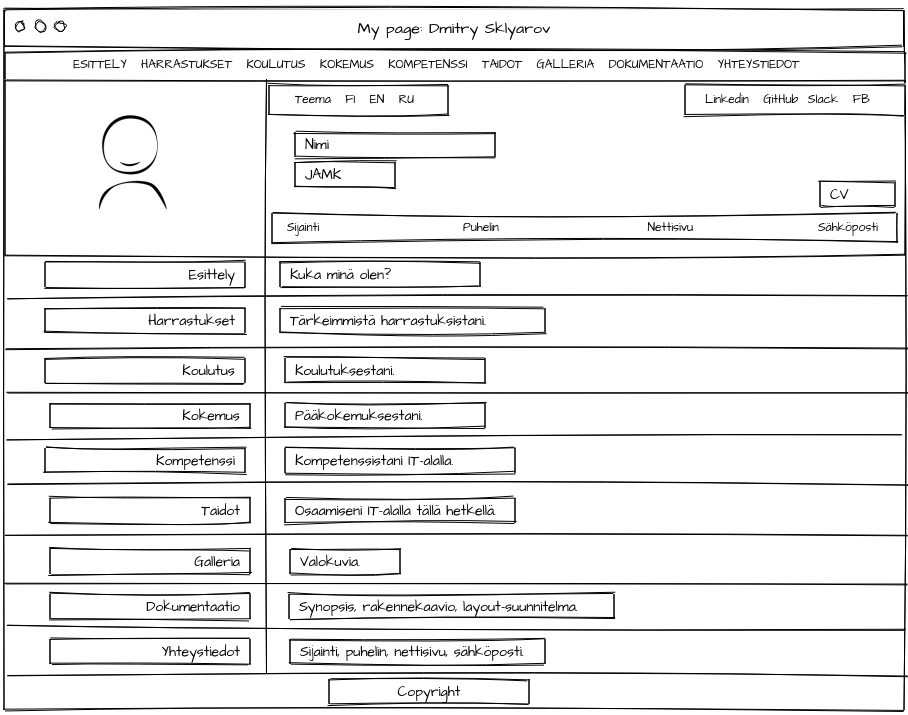 My page: Dmitry Sklyarov
ESITTELY HARRASTUKSET KOULUTUS KOKEMUS KOMPETENSSI TAIDOT GALLERIA DOKUMENTAATIO YHTEYSTIEDOT
Teema FI EN RU
Linkedin GitHub Slack FB
Nimi
JAMK
CV
Sijainti Puhelin Nettisivu Sähköposti
Esittely Kuka minä olen?
Harrastukset Tärkeimmistä harrastuksistani.
Koulutus Koulutuksestani.
Kokemus Pääkokemuksestani.
Kompetenssi Kompetenssistani IT-alalla.
Taidot Osaamiseni IT-alalla tällä hetkellä.
Galleria Valokuvia.
Dokumentaatio Synopsis, rakennekaavio, layout-suunnitelma.
Yhteystiedot Sijainti, puhelin, nettisivu, sähköposti.
Copyright